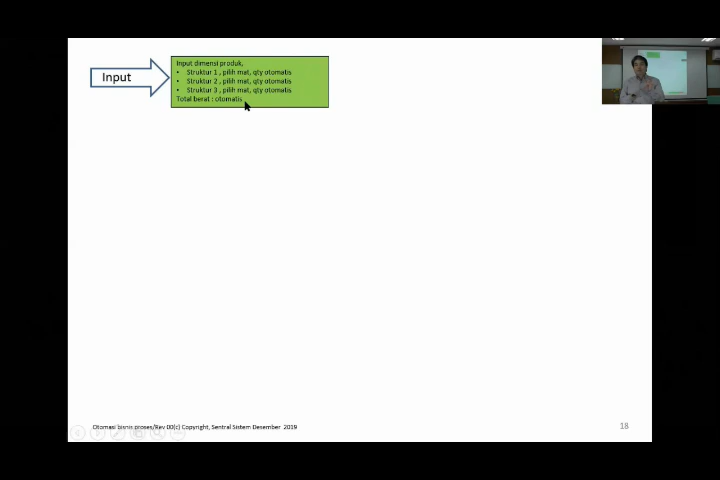 Input
Input dimensi produk,
• Struktur 1 , pilih mat, qty otomatis
• Struktur 2 , pilih mat, qty otomatis
• Struktur 3 , pilih mat, qty otomatis
Total berat : otomatis
Otomasi bisnis proses/Rev 00(c) Copyright, Sentral Sistem Desember 2019
18